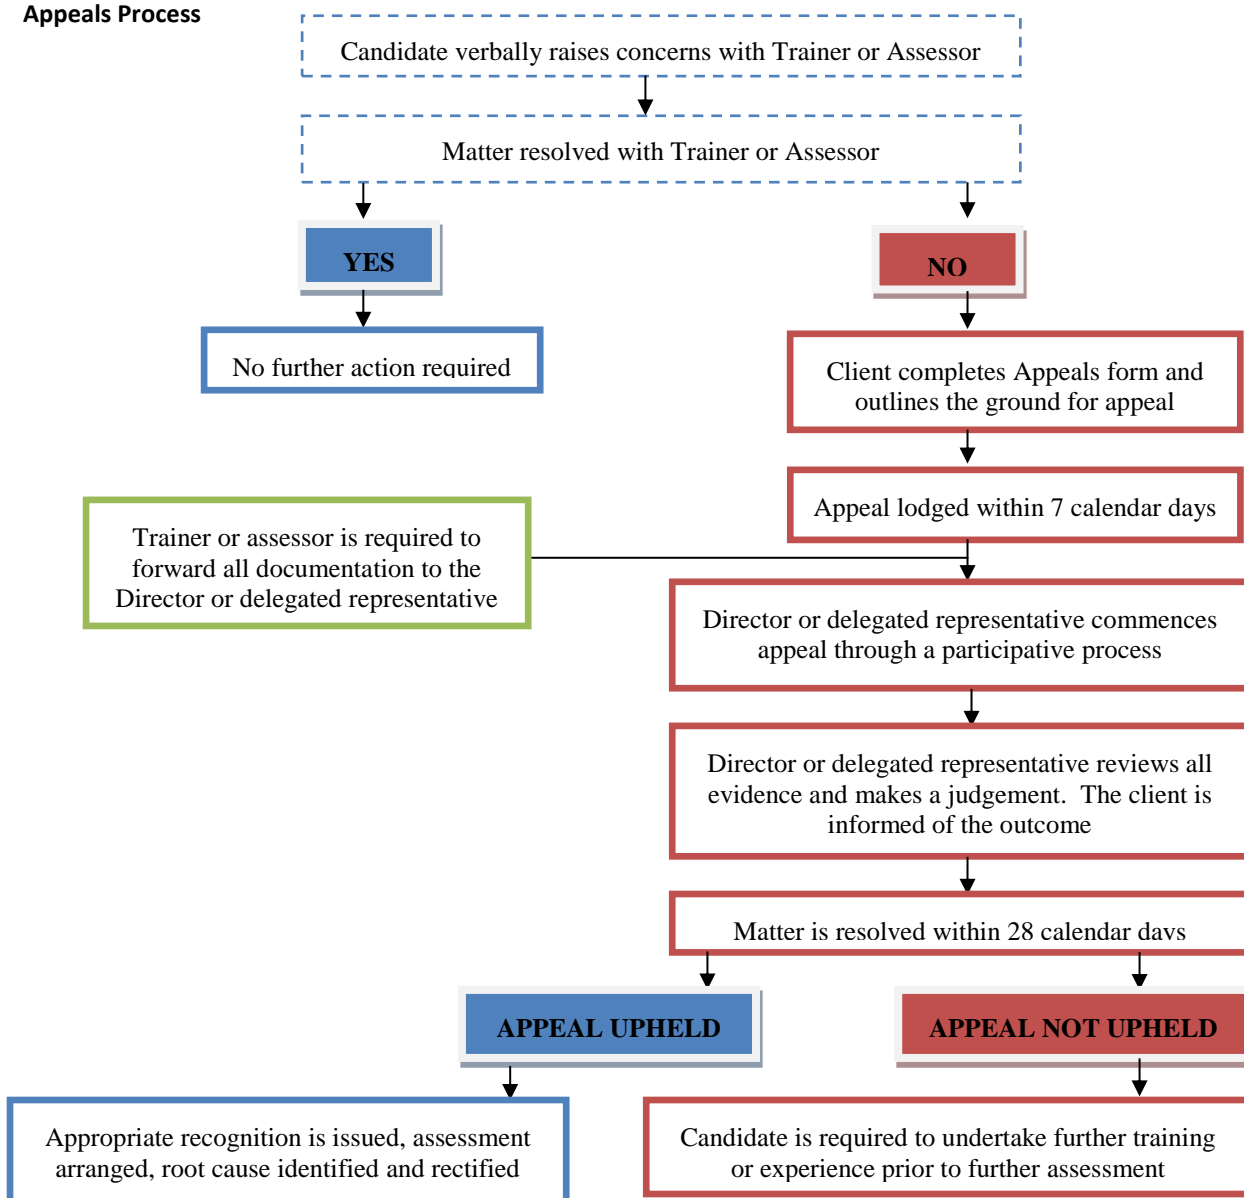 Appeals Process
Candidate verbally raises concerns with Trainer or Assessor
Matter resolved with Trainer or Assessor
YES
NO
No further action required
Client completes Appeals form and
outlines the ground for appeal
Appeal lodged within 7 calendar days
Trainer or assessor is required to
forward all documentation to the
Director or delegated representative
Director or delegated representative commences
appeal through a participative process
Director or delegated representative reviews all
evidence and makes a judgement.  The client is
informed of the outcome
Matter is resolved within 28 calendar days
APPEAL UPHELD
APPEAL NOT UPHELD
Appropriate recognition is issued, assessment
arranged, root cause identified and rectified
Candidate is required to undertake further training
or experience prior to further assessment